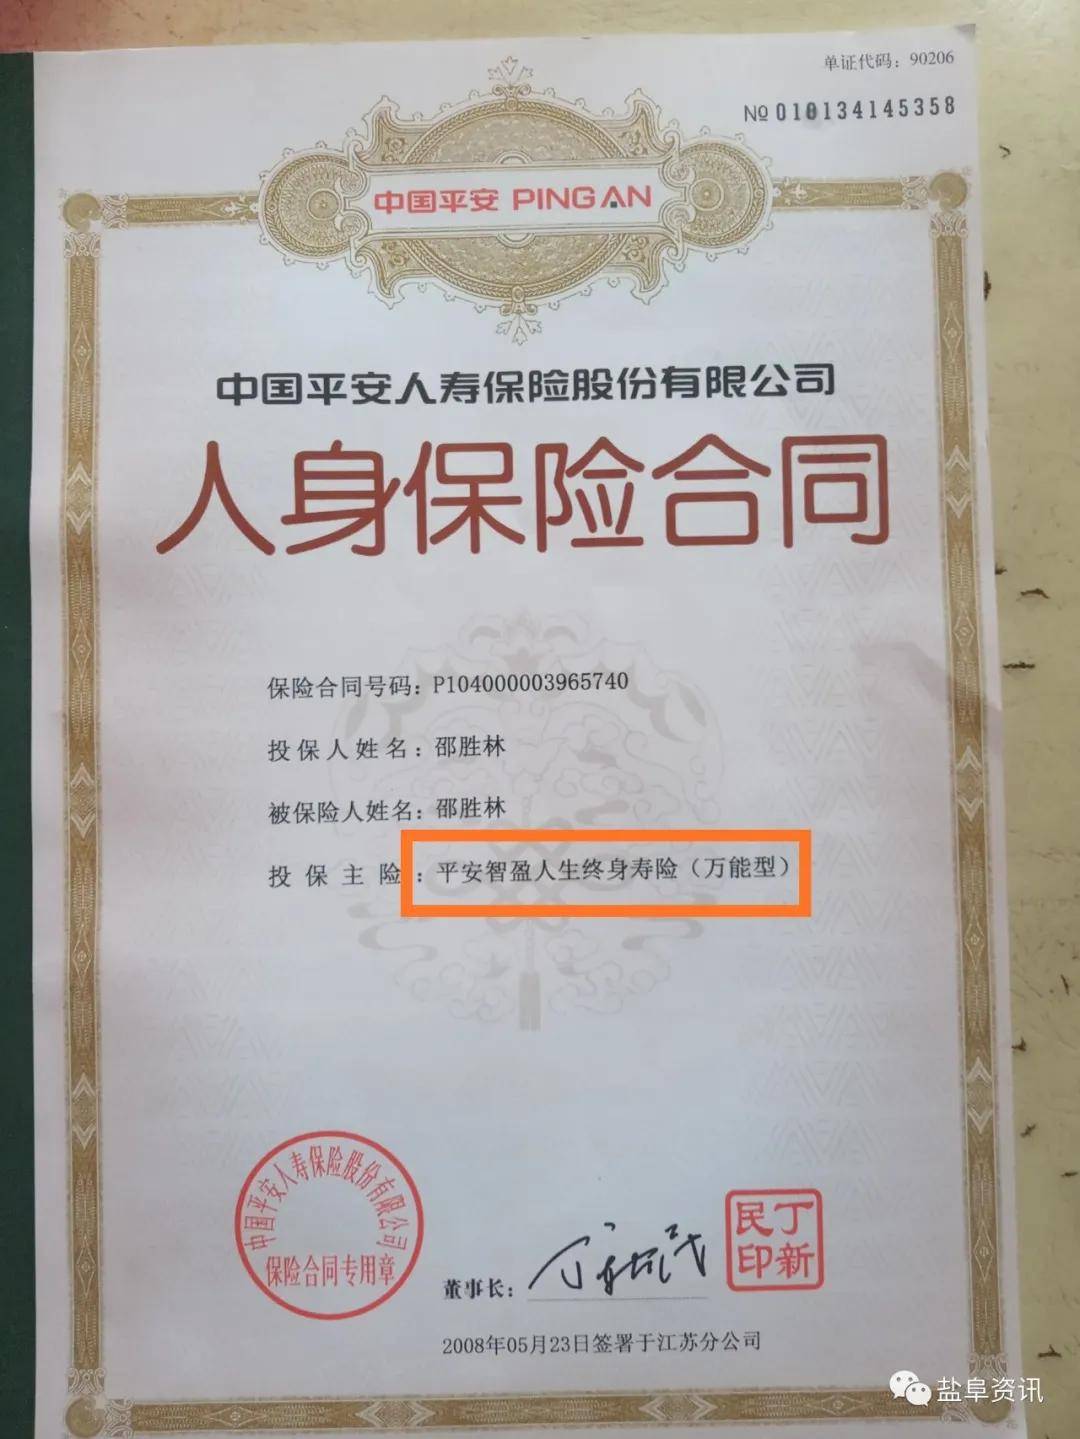 单证代码：90206
№ 010134145358
中国平安 PING AN
中国平安人寿保险股份有限公司
人身保险合同
保险合同号码：P104000003965740
投保人姓名：邵胜林
被保险人姓名：邵胜林
投保主险：平安智盈人生终身寿险（万能型）
中国平安人寿保险股份有限公司
保险合同专用章
董事长：
丁新民印
2008年05月23日签署于江苏分公司
盐阜资讯